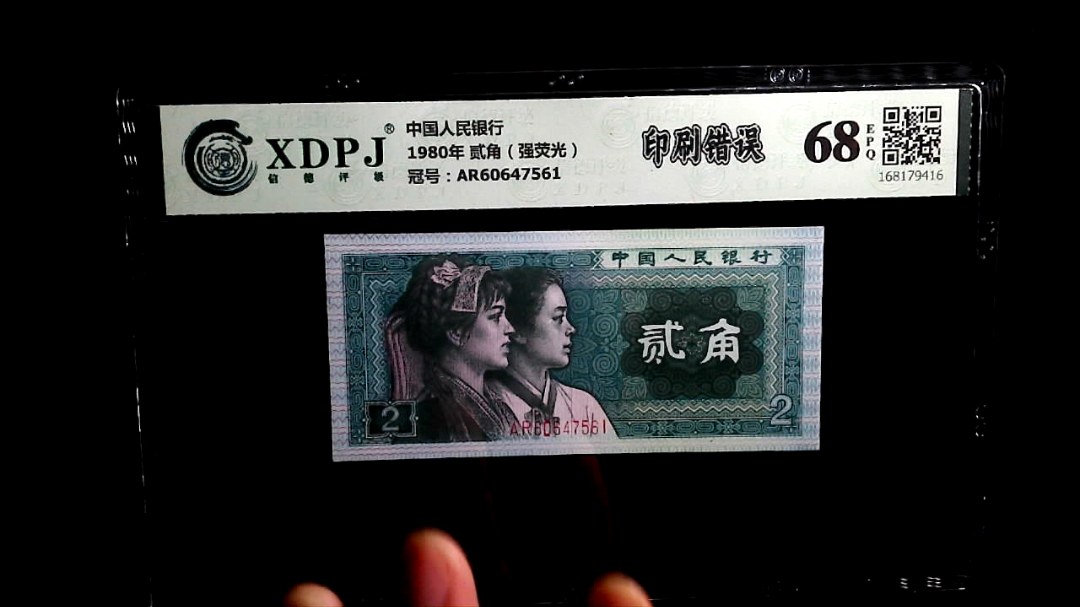 XDPJ®
信德评级
中国人民银行
1980年 贰角（强荧光）
冠号：AR60647561
印刷错误
68
EPQ
168179416
中国人民银行
贰角
2
2
AR60647561